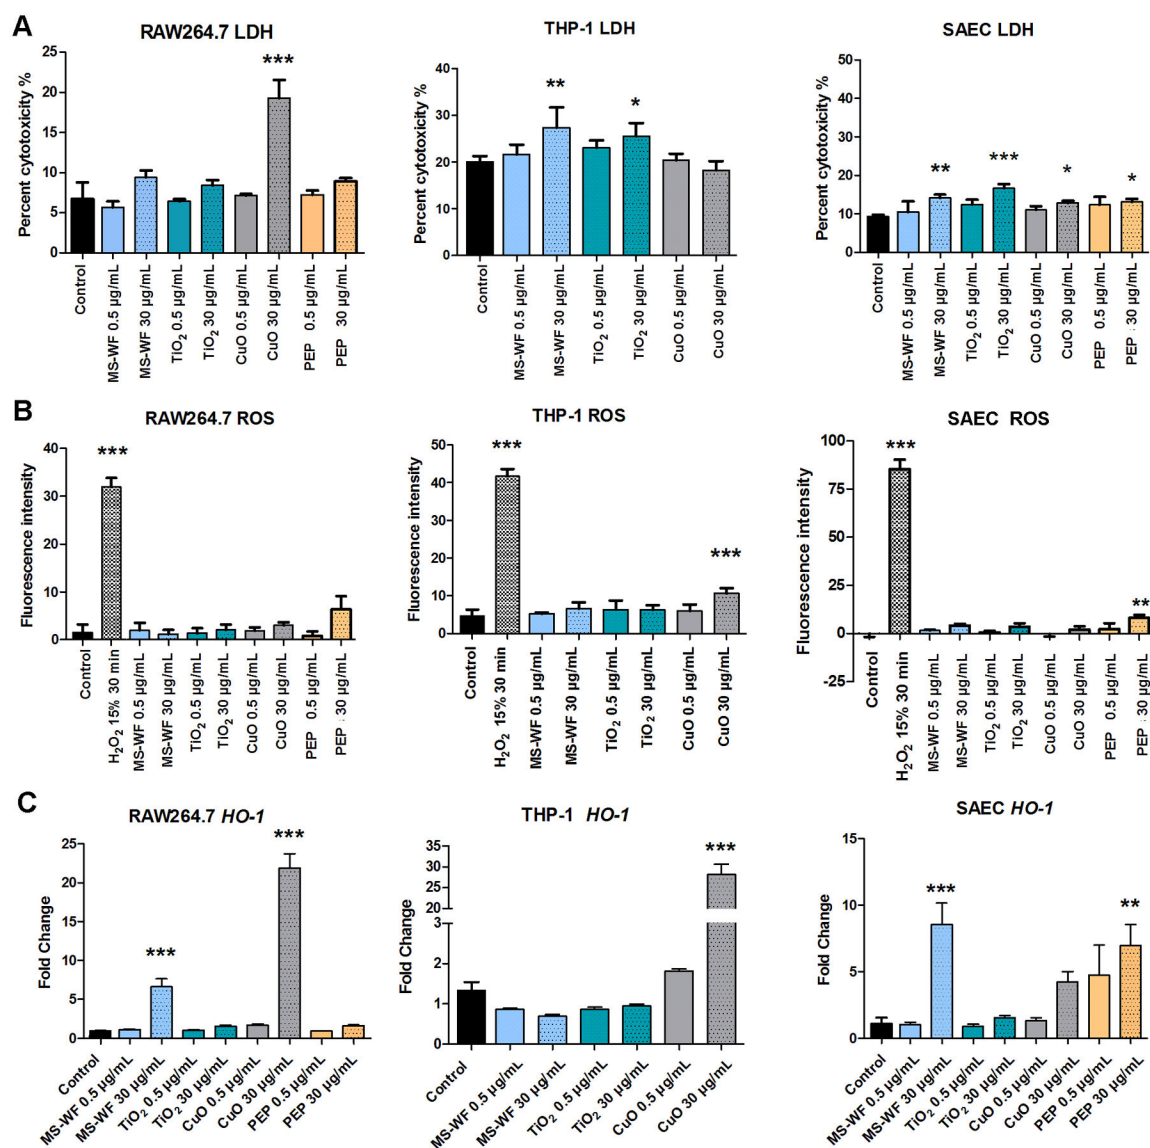 A
RAW264.7 LDH
Percent cytotoxicity %
25
20
15
10
5
0
***
Control
MS-WF 0.5 µg/mL
MS-WF 30 µg/mL
TiO2 0.5 µg/mL
TiO2 30 µg/mL
CuO 0.5 µg/mL
CuO 30 µg/mL
PEP 0.5 µg/mL
PEP 30 µg/mL
THP-1 LDH
Percent cytotoxicity %
40
30
20
10
0
**
*
Control
MS-WF 0.5 µg/mL
MS-WF 30 µg/mL
TiO2 0.5 µg/mL
TiO2 30 µg/mL
CuO 0.5 µg/mL
CuO 30 µg/mL
SAEC LDH
Percent cytotoxicity %
50
40
30
20
10
0
**
***
*
*
Control
MS-WF 0.5 µg/mL
MS-WF 30 µg/mL
TiO2 0.5 µg/mL
TiO2 30 µg/mL
CuO 0.5 µg/mL
CuO 30 µg/mL
PEP 0.5 µg/mL
PEP 30 µg/mL
B
RAW264.7 ROS
Fluorescence intensity
40
30
20
10
0
***
Control
H2O2 15% 30 min
MS-WF 0.5 µg/mL
MS-WF 30 µg/mL
TiO2 0.5 µg/mL
TiO2 30 µg/mL
CuO 0.5 µg/mL
CuO 30 µg/mL
PEP 0.5 µg/mL
PEP 30 µg/mL
THP-1 ROS
Fluorescence intensity
50
40
30
20
10
0
***
***
Control
H2O2 15% 30 min
MS-WF 0.5 µg/mL
MS-WF 30 µg/mL
TiO2 0.5 µg/mL
TiO2 30 µg/mL
CuO 0.5 µg/mL
CuO 30 µg/mL
SAEC ROS
Fluorescence intensity
100
75
50
25
0
-25
***
**
Control
H2O2 15% 30 min
MS-WF 0.5 µg/mL
MS-WF 30 µg/mL
TiO2 0.5 µg/mL
TiO2 30 µg/mL
CuO 0.5 µg/mL
CuO 30 µg/mL
PEP 0.5 µg/mL
PEP 30 µg/mL
C
RAW264.7 HO-1
Fold Change
25
20
15
10
5
0
***
***
Control
MS-WF 0.5 µg/mL
MS-WF 30 µg/mL
TiO2 0.5 µg/mL
TiO2 30 µg/mL
CuO 0.5 µg/mL
CuO 30 µg/mL
PEP 0.5 µg/mL
PEP 30 µg/mL
THP-1 HO-1
Fold Change
35
30
25
20
3
2
1
0
***
Control
MS-WF 0.5 µg/mL
MS-WF 30 µg/mL
TiO2 0.5 µg/mL
TiO2 30 µg/mL
CuO 0.5 µg/mL
CuO 30 µg/mL
SAEC HO-1
Fold Change
15
10
5
0
***
**
Control
MS-WF 0.5 µg/mL
MS-WF 30 µg/mL
TiO2 0.5 µg/mL
TiO2 30 µg/mL
CuO 0.5 µg/mL
CuO 30 µg/mL
PEP 0.5 µg/mL
PEP 30 µg/mL